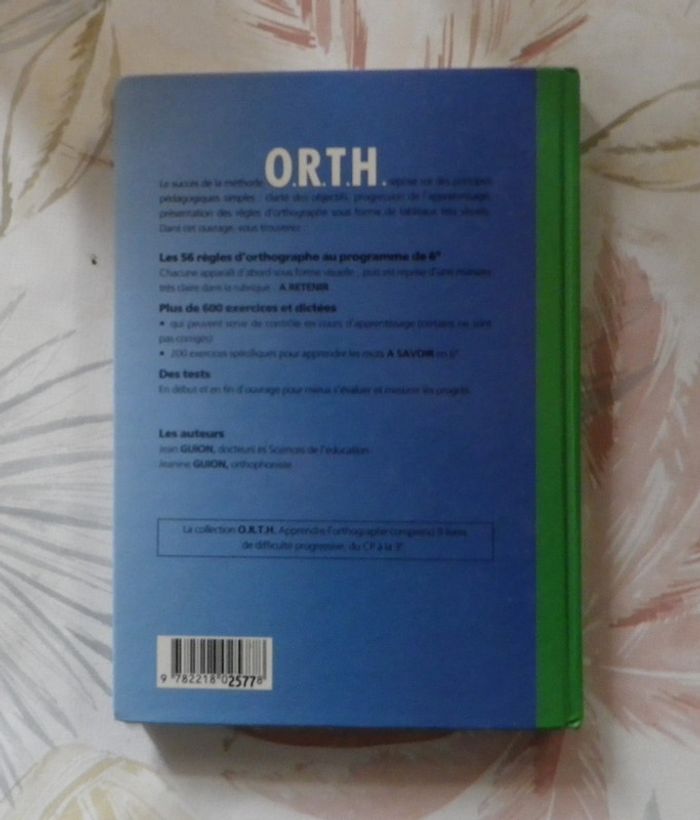 O.R.T.H.
Le succès de la méthode repose sur des principes
pédagogiques simples : clarté des objectifs, progression de l'apprentissage,
présentation des règles d'orthographe sous forme de tableaux très visuels.
Dans cet ouvrage, vous trouverez :
Les 56 règles d'orthographe au programme de 6e
Chacune apparaît d'abord sous forme visuelle ; puis est reprise d'une manière
très claire dans la rubrique : A RETENIR
Plus de 600 exercices et dictées
• qui peuvent servir de contrôle en cours d'apprentissage (certains ne sont
pas corrigés)
• 200 exercices spécifiques pour apprendre les mots A SAVOIR en 6e
Des tests
En début et en fin d'ouvrage pour mieux s'évaluer et mesurer les progrès.
Les auteurs
Jean GUION, docteur ès Sciences de l'éducation
Jeanine GUION, orthophoniste
La collection O.R.T.H. Apprendre l'orthographe comprend livres,
de difficulté progressive, du CP à la 3e
9 782218 025778